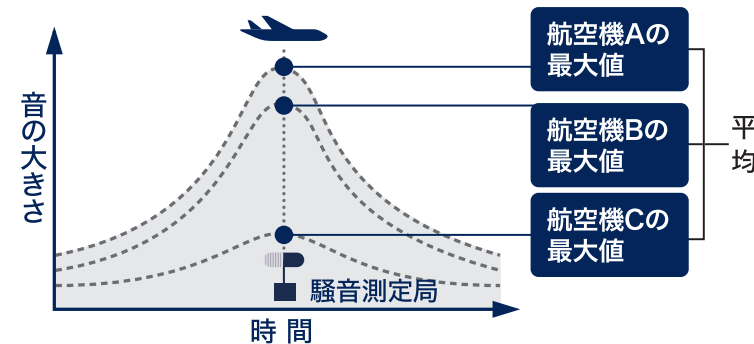 航空機Aの
最大値
航空機Bの
最大値
航空機Cの
最大値
平
均
音の大きさ
騒音測定局
時間